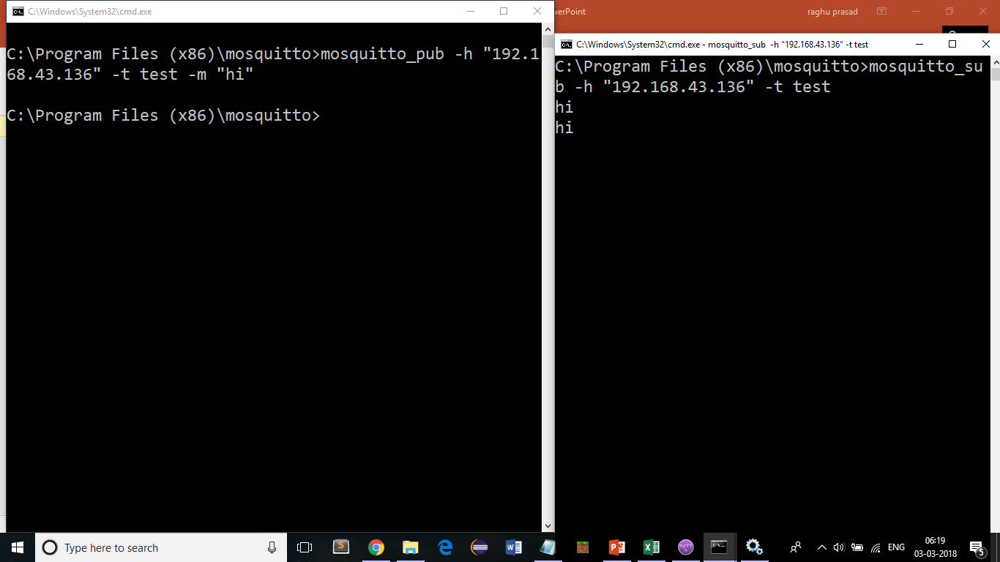 C:\Windows\System32\cmd.exe
werPoint
raghu prasad
C:\Program Files (x86)\mosquitto>mosquitto_pub -h "192.1
68.43.136" -t test -m "hi"
C:\Program Files (x86)\mosquitto>
C:\Windows\System32\cmd.exe - mosquitto_sub -h "192.168.43.136" -t test
C:\Program Files (x86)\mosquitto>mosquitto_su
b -h "192.168.43.136" -t test
hi
hi
Type here to search
ENG
06:19
03-03-2018
5